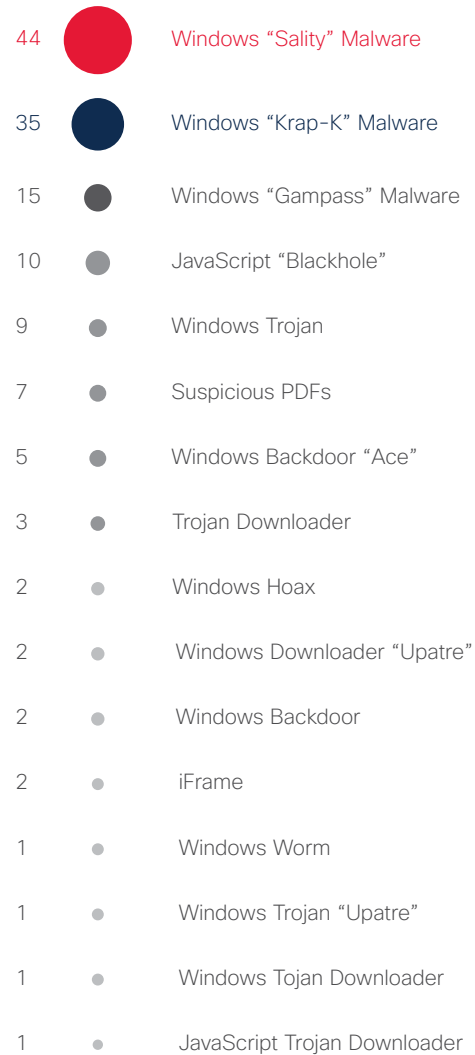 44 Windows “Sality” Malware
35 Windows “Krap-K” Malware
15 Windows “Gampass” Malware
10 JavaScript “Blackhole”
9 Windows Trojan
7 Suspicious PDFs
5 Windows Backdoor “Ace”
3 Trojan Downloader
2 Windows Hoax
2 Windows Downloader “Upatre”
2 Windows Backdoor
2 iFrame
1 Windows Worm
1 Windows Trojan “Upatre”
1 Windows Tojan Downloader
1 JavaScript Trojan Downloader